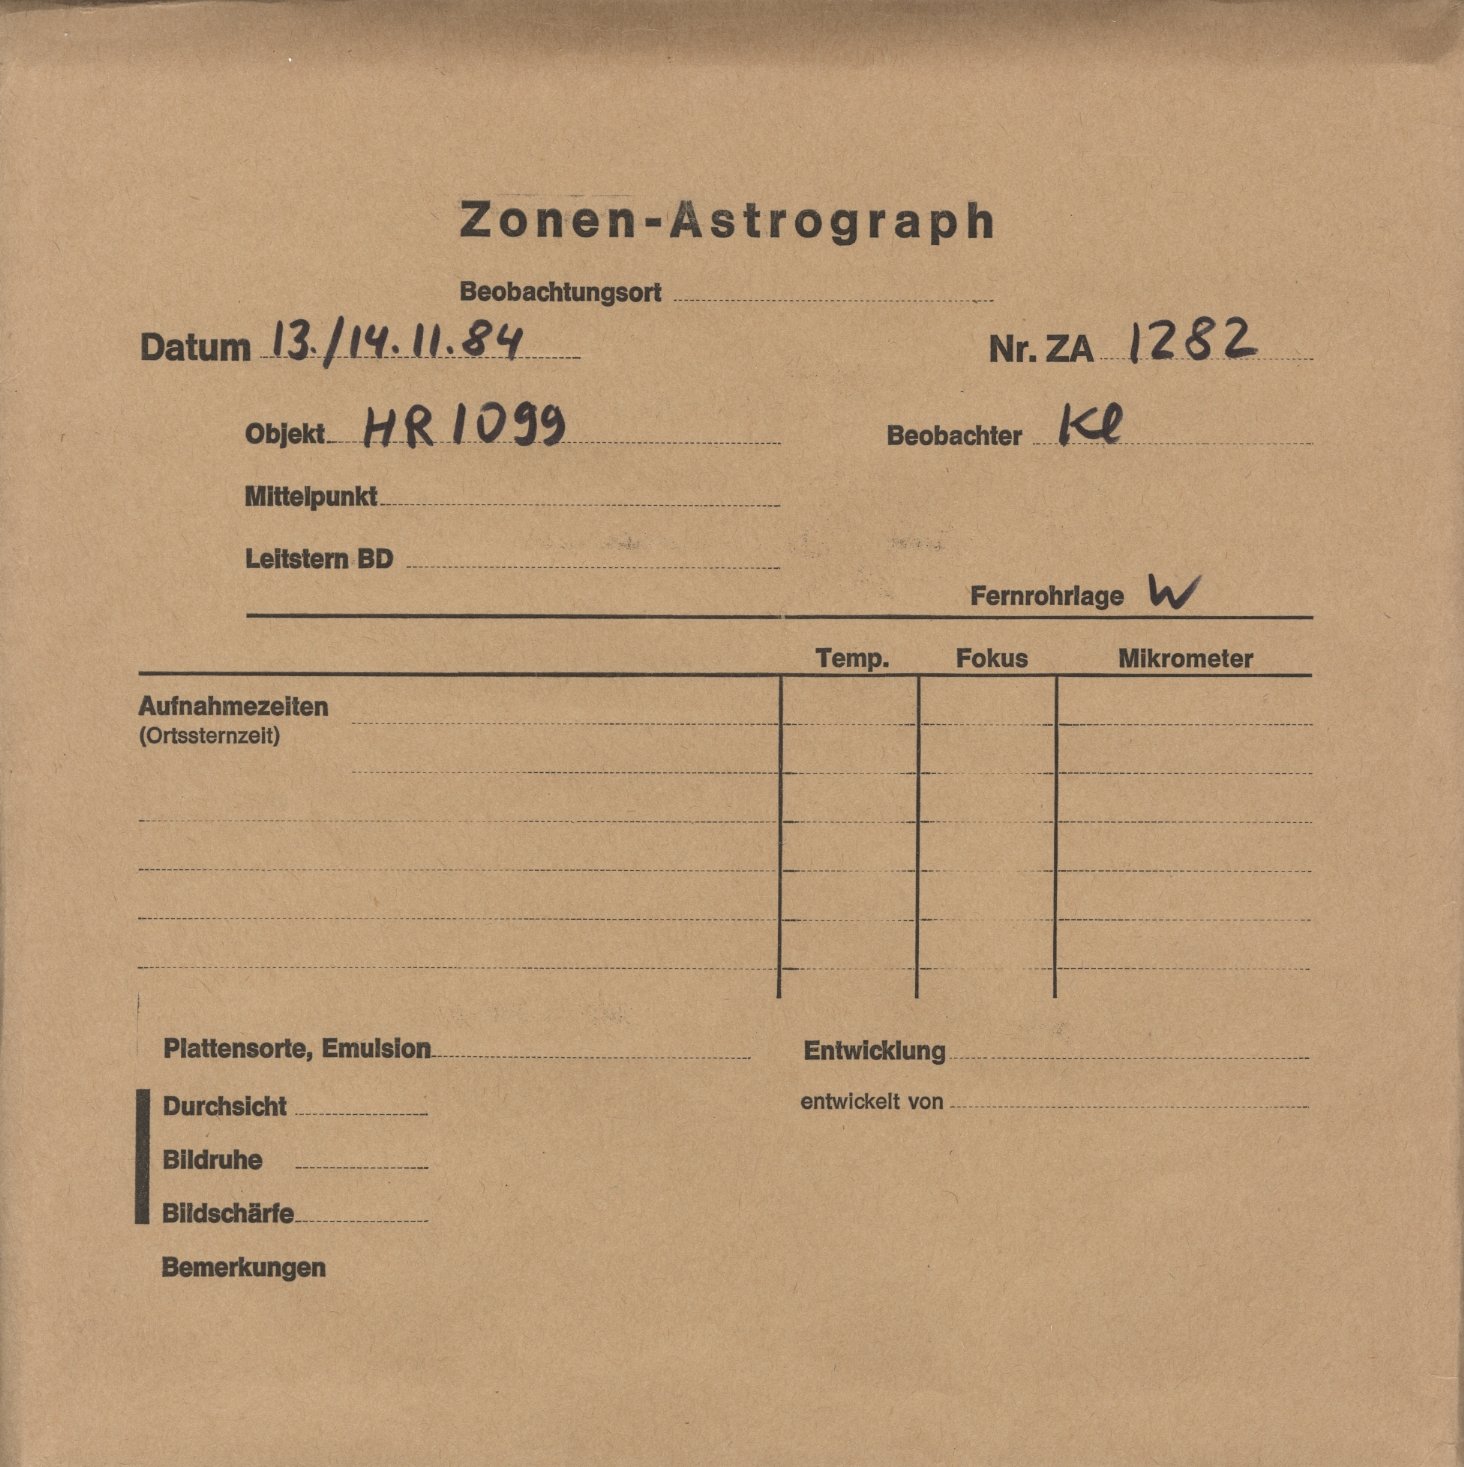 Zonen-Astrograph
Beobachtungsort
Datum 13./14.11.84 Nr. ZA 1282
Objekt HR 1099 Beobachter Kl
Mittelpunkt
Leitstern BD
Fernrohrlage W
Temp. Fokus Mikrometer
Aufnahmezeiten
(Ortssternzeit)
Plattensorte, Emulsion Entwicklung
Durchsicht entwickelt von
Bildruhe
Bildschärfe
Bemerkungen